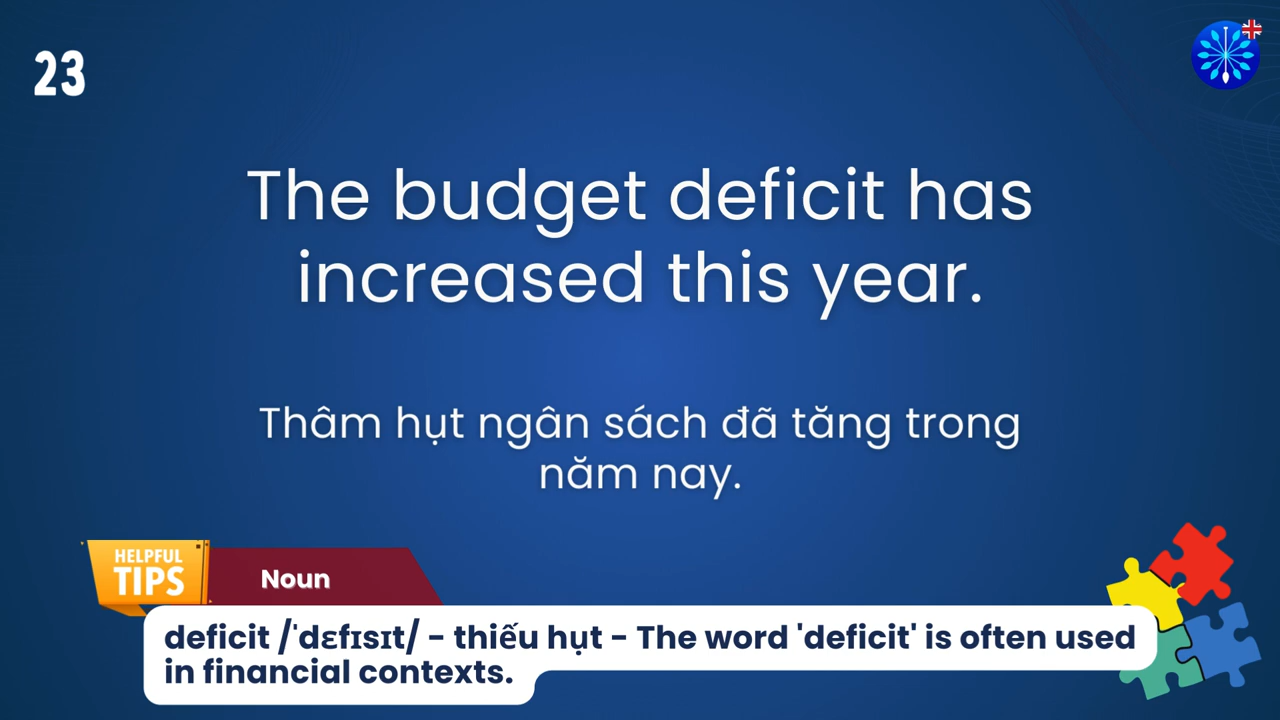 23
The budget deficit has
increased this year.
Thâm hụt ngân sách đã tăng trong
năm nay.
HELPFUL
TIPS
Noun
deficit /ˈdɛfɪsɪt/ - thiếu hụt - The word 'deficit' is often used
in financial contexts.